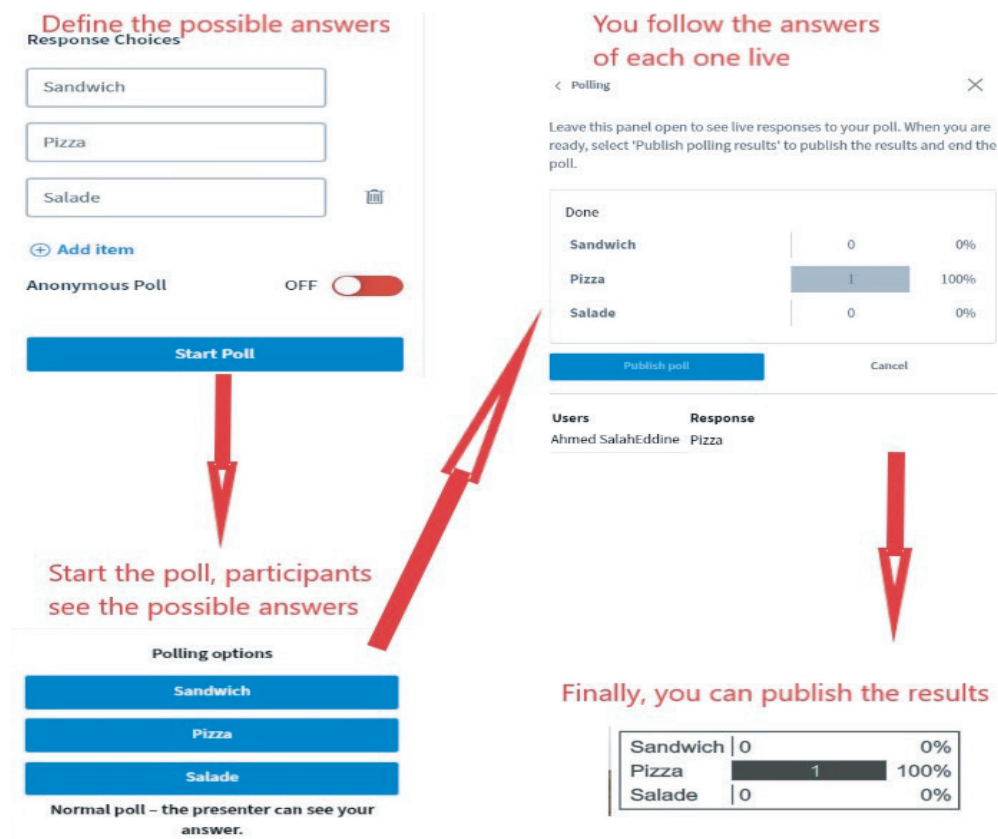 Define the possible answers
Response Choices
Sandwich
Pizza
Salade
Add item
Anonymous Poll OFF
Start Poll
Start the poll, participants
see the possible answers
Polling options
Sandwich
Pizza
Salade
Normal poll – the presenter can see your
answer.
You follow the answers
of each one live
< Polling
Leave this panel open to see live responses to your poll. When you are
ready, select 'Publish polling results' to publish the results and end the
poll.
Done
Sandwich 0 0%
Pizza 1 100%
Salade 0 0%
Publish poll Cancel
Users Response
Ahmed SalahEddine Pizza
Finally, you can publish the results
Sandwich 0 0%
Pizza 1 100%
Salade 0 0%